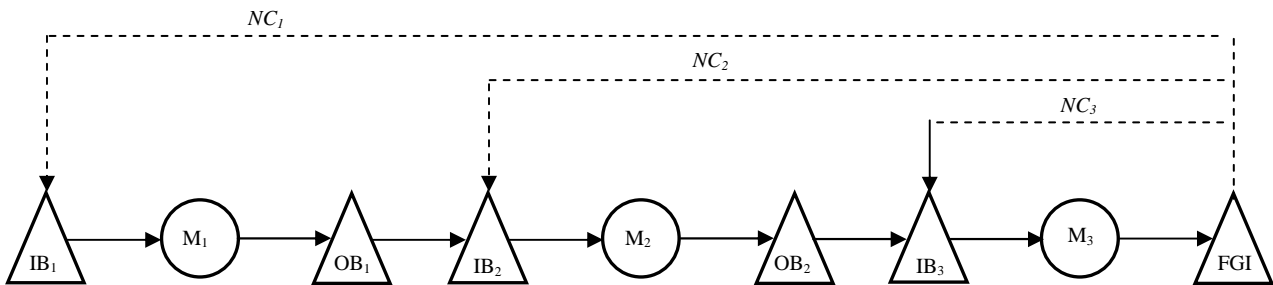 NC₁
NC₂
NC₃
IB₁
M₁
OB₁
IB₂
M₂
OB₂
IB₃
M₃
FGI